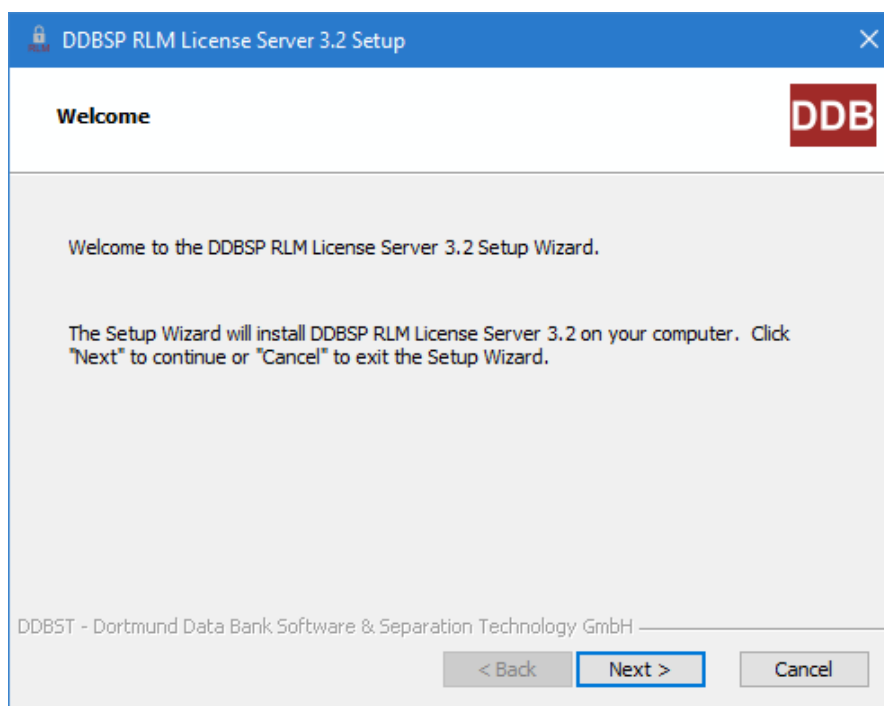 DDBSP RLM License Server 3.2 Setup
Welcome
DDB
Welcome to the DDBSP RLM License Server 3.2 Setup Wizard.
The Setup Wizard will install DDBSP RLM License Server 3.2 on your computer.  Click
"Next" to continue or "Cancel" to exit the Setup Wizard.
DDBST - Dortmund Data Bank Software & Separation Technology GmbH
< Back
Next >
Cancel